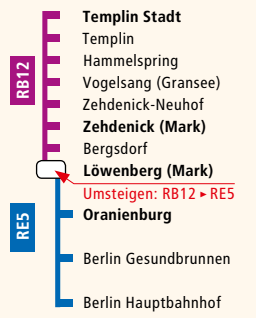 RB12
Templin Stadt
Templin
Hammelspring
Vogelsang (Gransee)
Zehdenick-Neuhof
Zehdenick (Mark)
Bergsdorf
Löwenberg (Mark)
Umsteigen: RB12 ▸ RE5
RE5
Oranienburg
Berlin Gesundbrunnen
Berlin Hauptbahnhof